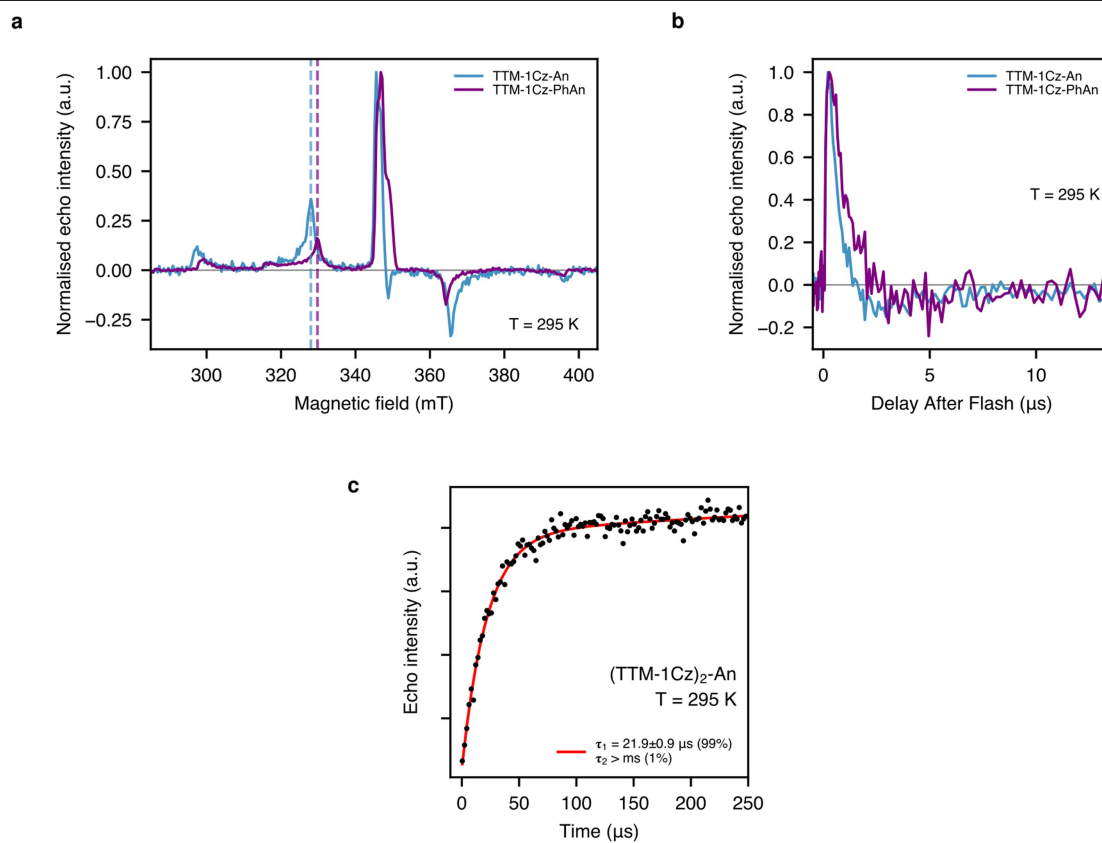 a
Normalised echo intensity (a.u.)
1.00
0.75
0.50
0.25
0.00
−0.25
TTM-1Cz-An
TTM-1Cz-PhAn
T = 295 K
300 320 340 360 380 400
Magnetic field (mT)
b
Normalised echo intensity (a.u.)
1.0
0.8
0.6
0.4
0.2
0.0
−0.2
TTM-1Cz-An
TTM-1Cz-PhAn
T = 295 K
0 5 10
Delay After Flash (µs)
c
Echo intensity (a.u.)
(TTM-1Cz)₂-An
T = 295 K
τ₁ = 21.9±0.9 µs (99%)
τ₂ > ms (1%)
0 50 100 150 200 250
Time (µs)